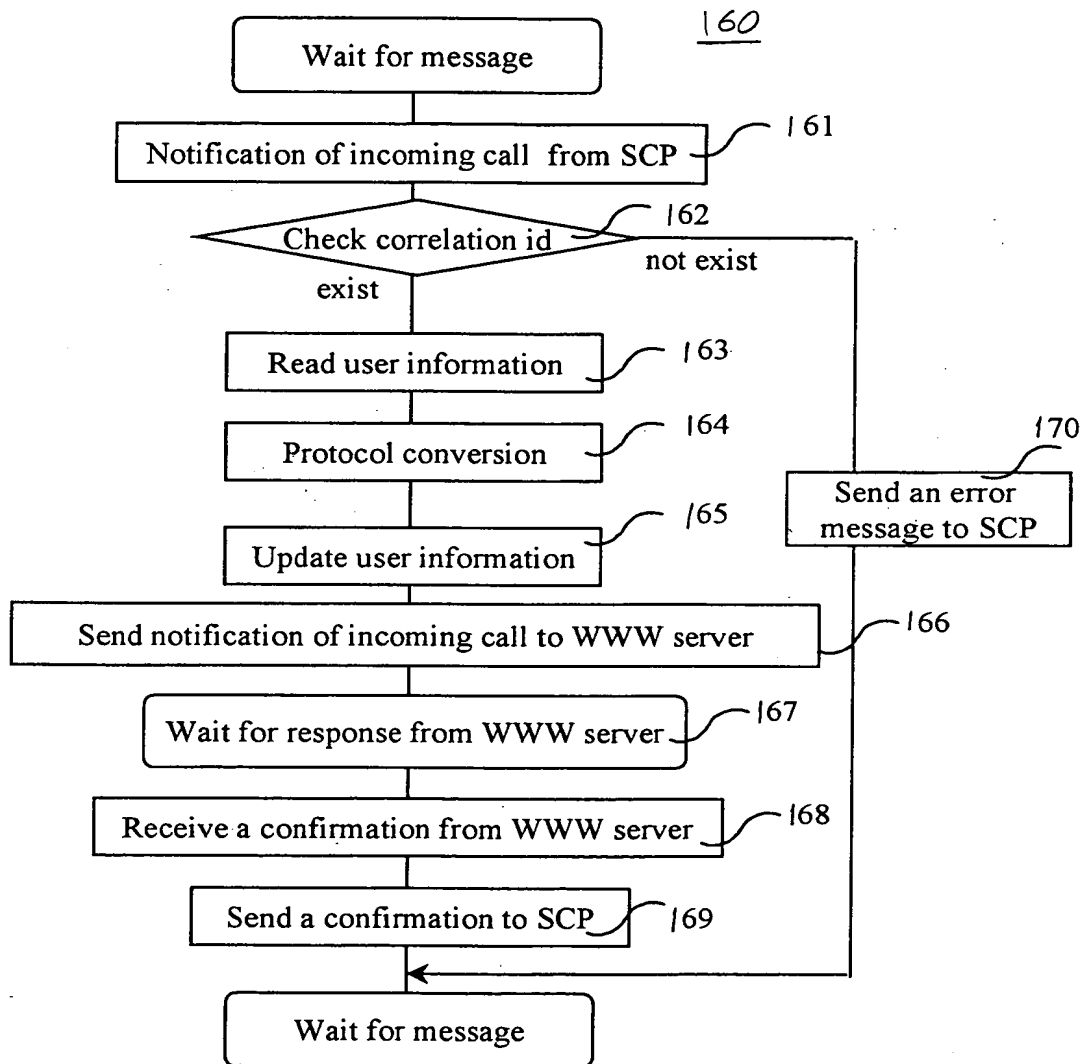 160
Wait for message
161
Notification of incoming call from SCP
162
Check correlation id
not exist
exist
163
Read user information
164
Protocol conversion
170
Send an error
message to SCP
165
Update user information
166
Send notification of incoming call to WWW server
167
Wait for response from WWW server
168
Receive a confirmation from WWW server
169
Send a confirmation to SCP
Wait for message